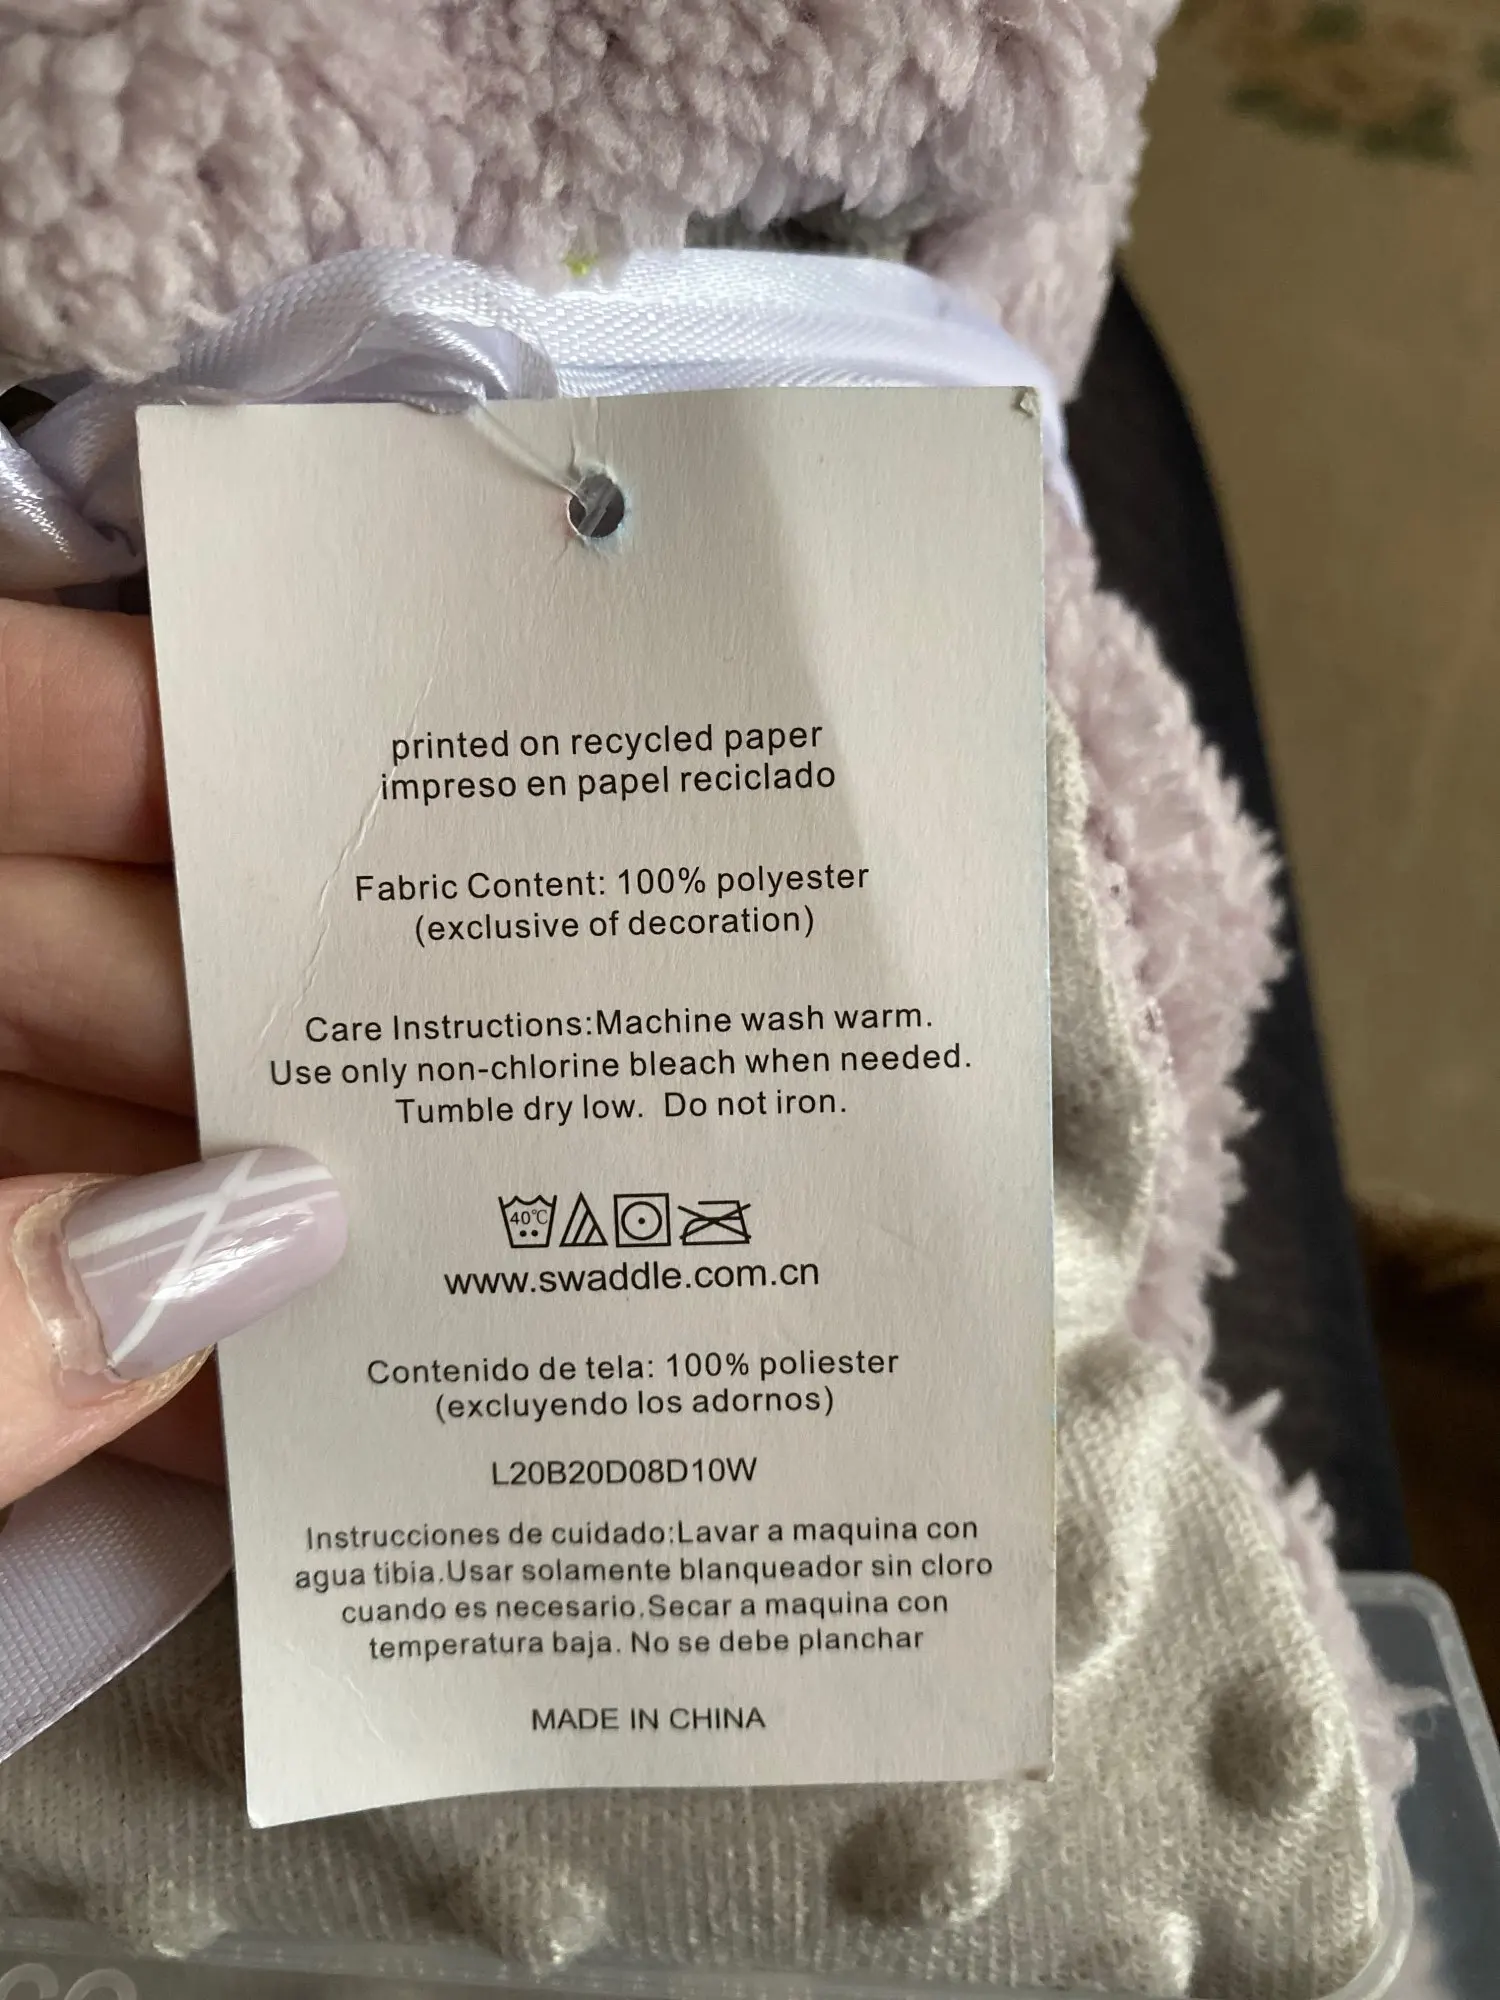 printed on recycled paper
impreso en papel reciclado
Fabric Content: 100% polyester
(exclusive of decoration)
Care Instructions:Machine wash warm.
Use only non-chlorine bleach when needed.
Tumble dry low. Do not iron.
40°C
www.swaddle.com.cn
Contenido de tela: 100% poliester
(excluyendo los adornos)
L20B20D08D10W
Instrucciones de cuidado:Lavar a maquina con
agua tibia.Usar solamente blanqueador sin cloro
cuando es necesario.Secar a maquina con
temperatura baja. No se debe planchar
MADE IN CHINA